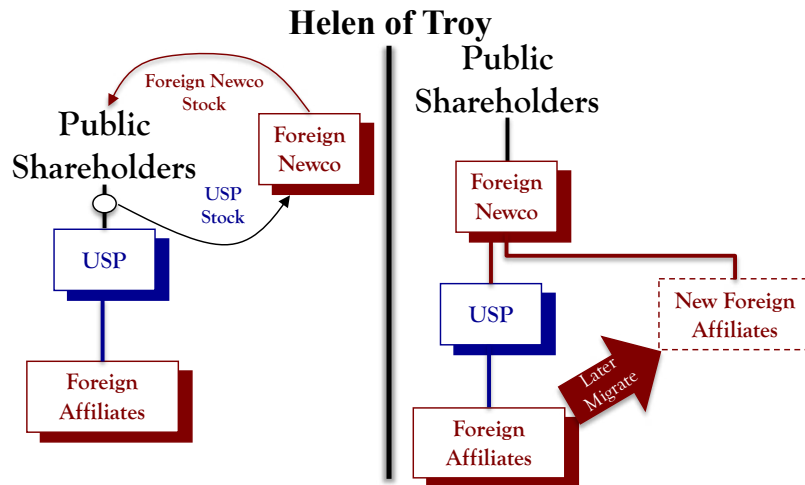 Helen of Troy
Foreign Newco
Stock
Public
Shareholders
Foreign
Newco
USP
Stock
USP
Foreign
Affiliates
Public
Shareholders
Foreign
Newco
USP
New Foreign
Affiliates
Later
Migrate
Foreign
Affiliates